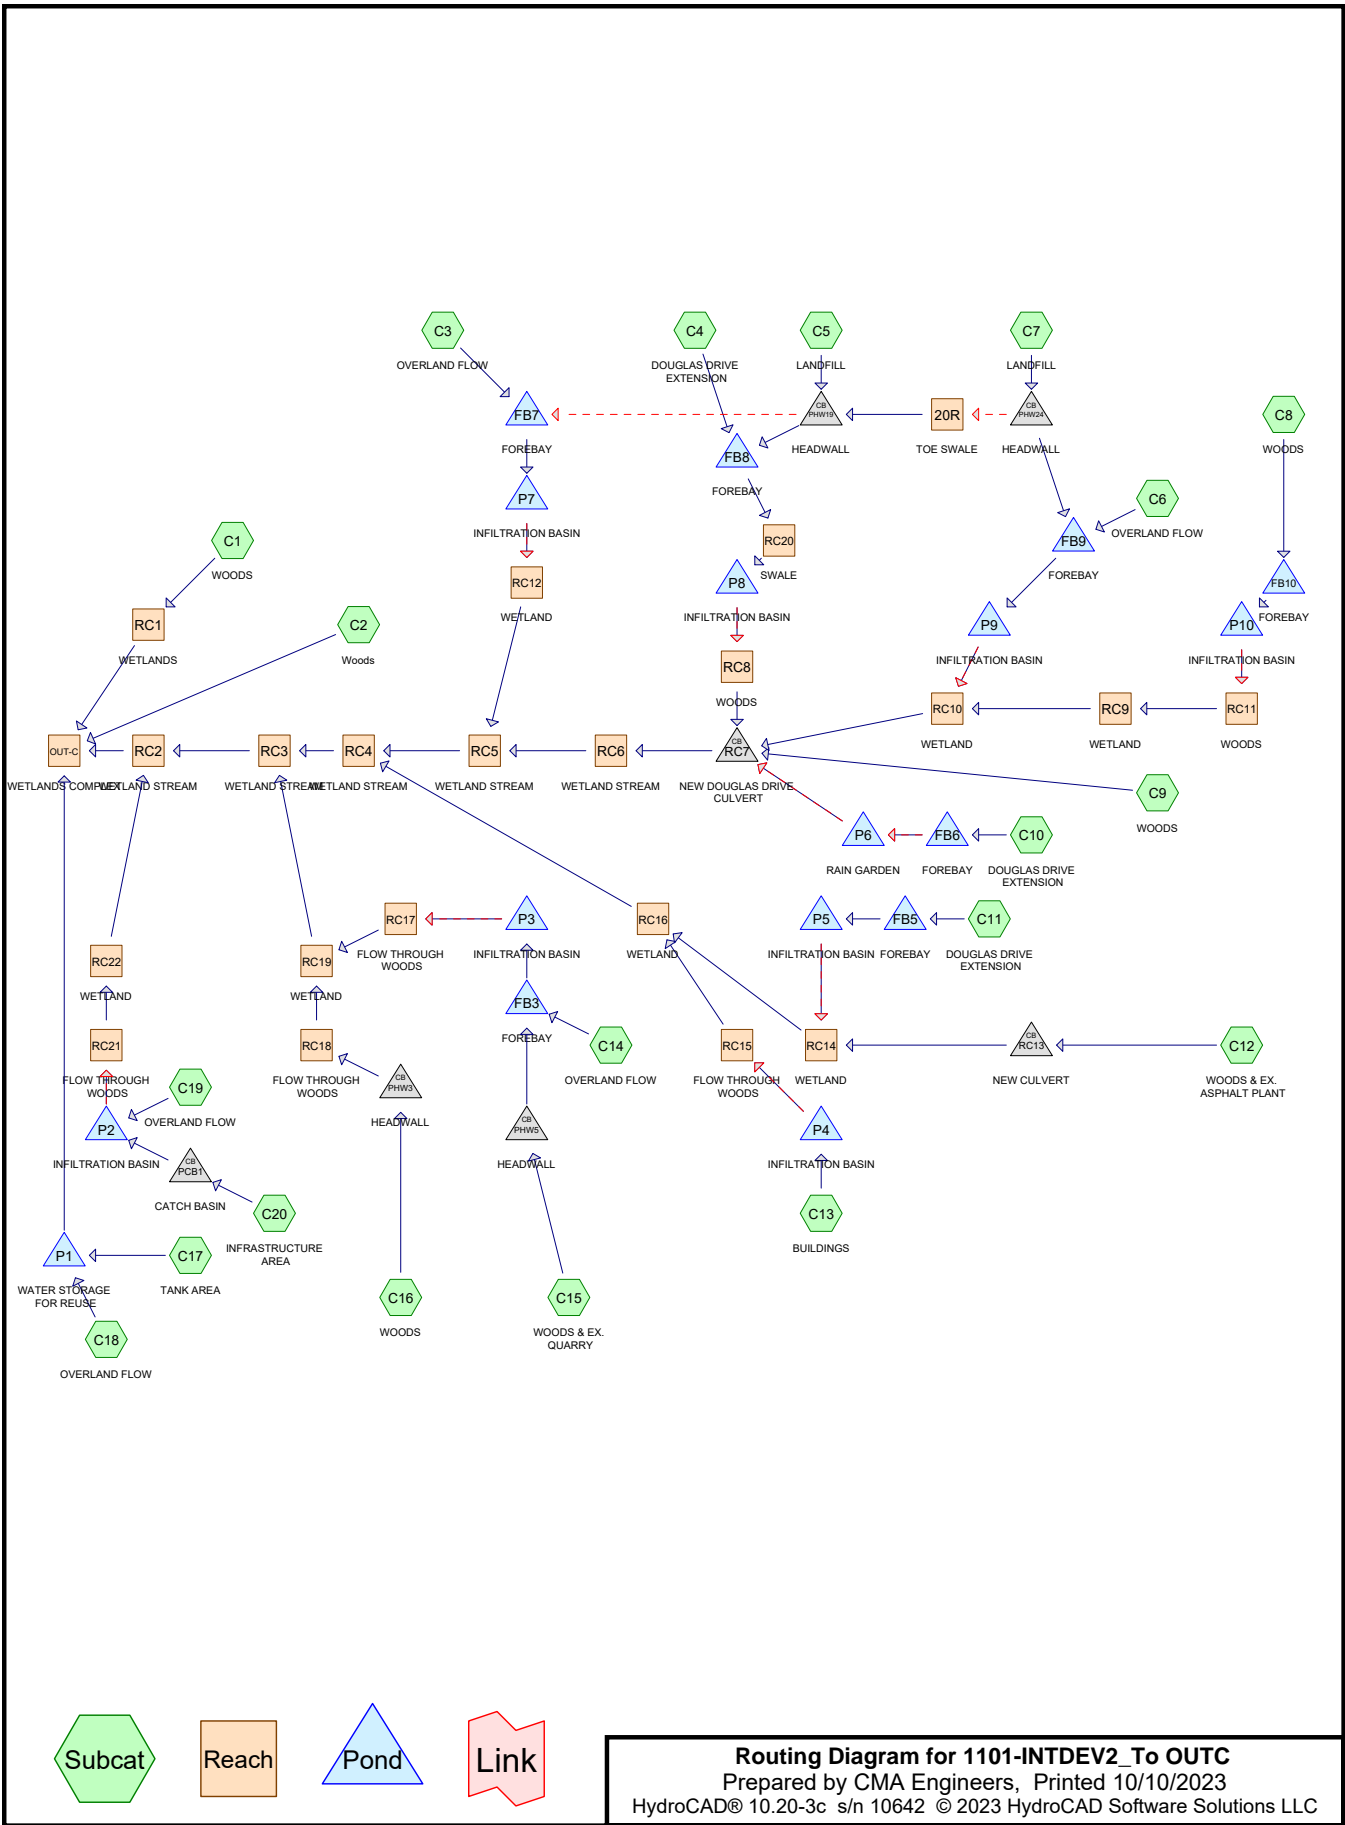 C3
OVERLAND FLOW
C4
DOUGLAS DRIVE
EXTENSION
C5
LANDFILL
C7
LANDFILL
FB7
FOREBAY
CB
PHW19
HEADWALL
20R
TOE SWALE
CB
PHW24
HEADWALL
C8
WOODS
FB8
FOREBAY
P7
INFILTRATION BASIN
C6
OVERLAND FLOW
C1
WOODS
RC20
SWALE
FB9
FOREBAY
RC12
WETLAND
P8
INFILTRATION BASIN
FB10
FOREBAY
RC1
WETLANDS
C2
Woods
P9
INFILTRATION BASIN
P10
INFILTRATION BASIN
RC8
WOODS
RC10
WETLAND
RC9
WETLAND
RC11
WOODS
OUT-C
WETLANDS COMPLEX
RC2
WETLAND STREAM
RC3
WETLAND STREAM
RC4
WETLAND STREAM
RC5
WETLAND STREAM
RC6
WETLAND STREAM
CB
RC7
NEW DOUGLAS DRIVE
CULVERT
C9
WOODS
P6
RAIN GARDEN
FB6
FOREBAY
C10
DOUGLAS DRIVE
EXTENSION
RC17
FLOW THROUGH
WOODS
P3
INFILTRATION BASIN
RC16
WETLAND
P5
INFILTRATION BASIN
FB5
FOREBAY
C11
DOUGLAS DRIVE
EXTENSION
RC22
WETLAND
RC19
WETLAND
FB3
FOREBAY
RC21
FLOW THROUGH
WOODS
RC18
FLOW THROUGH
WOODS
C14
OVERLAND FLOW
RC15
FLOW THROUGH
WOODS
RC14
WETLAND
CB
RC13
NEW CULVERT
C12
WOODS & EX.
ASPHALT PLANT
C19
OVERLAND FLOW
CB
PHW3
HEADWALL
P2
INFILTRATION BASIN
CB
PHW5
HEADWALL
P4
INFILTRATION BASIN
CB
PCB1
CATCH BASIN
C20
INFRASTRUCTURE
AREA
C13
BUILDINGS
P1
WATER STORAGE
FOR REUSE
C17
TANK AREA
C16
WOODS
C15
WOODS & EX.
QUARRY
C18
OVERLAND FLOW
Subcat
Reach
Pond
Link
Routing Diagram for 1101-INTDEV2_To OUTC
Prepared by CMA Engineers, Printed 10/10/2023
HydroCAD® 10.20-3c s/n 10642 © 2023 HydroCAD Software Solutions LLC